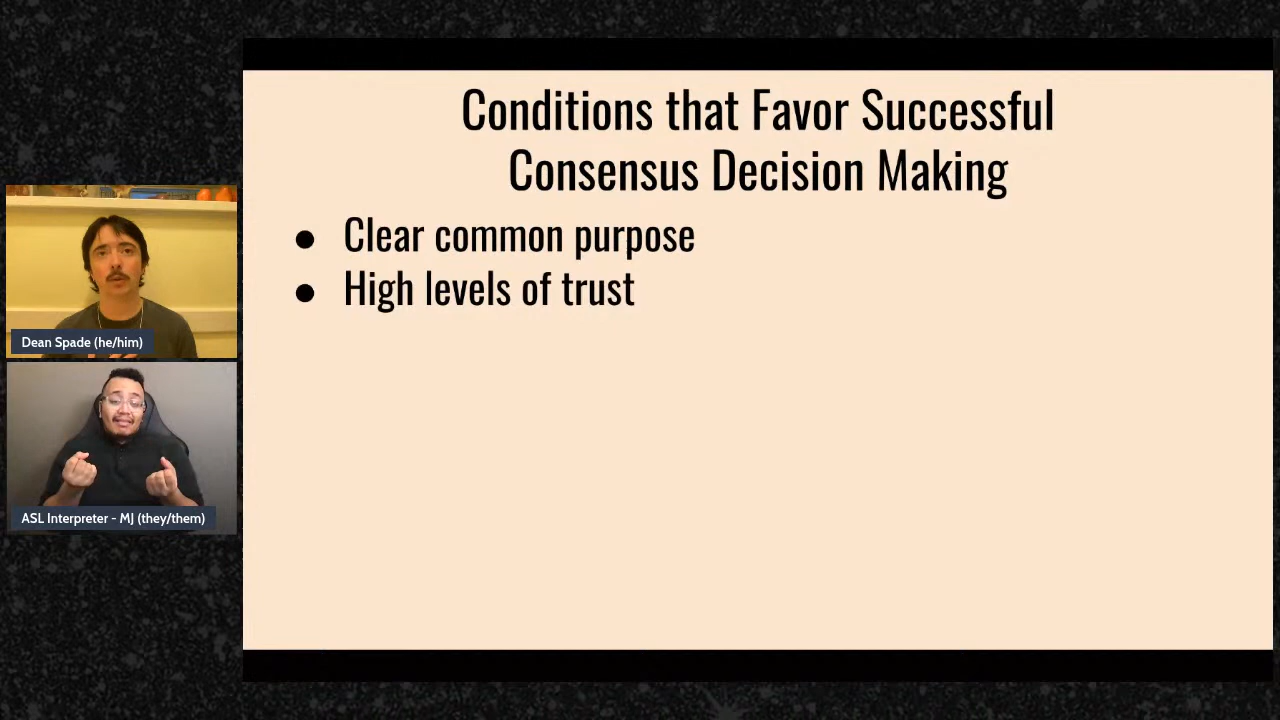 Conditions that Favor Successful
Consensus Decision Making
● Clear common purpose
● High levels of trust
Dean Spade (he/him)
ASL Interpreter - MJ (they/them)